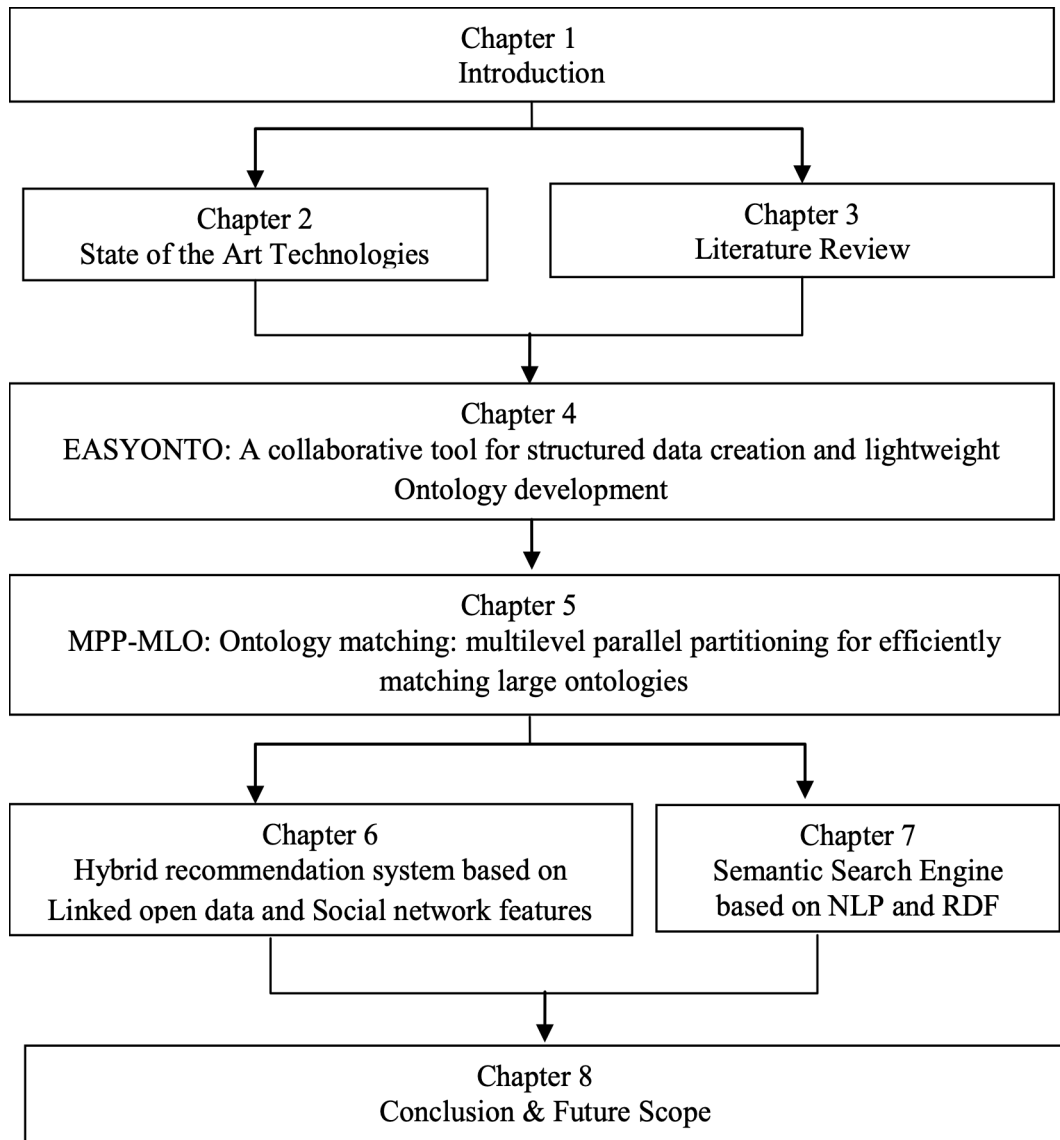 Chapter 1
Introduction
Chapter 2
State of the Art Technologies
Chapter 3
Literature Review
Chapter 4
EASYONTO: A collaborative tool for structured data creation and lightweight
Ontology development
Chapter 5
MPP-MLO: Ontology matching: multilevel parallel partitioning for efficiently
matching large ontologies
Chapter 6
Hybrid recommendation system based on
Linked open data and Social network features
Chapter 7
Semantic Search Engine
based on NLP and RDF
Chapter 8
Conclusion & Future Scope